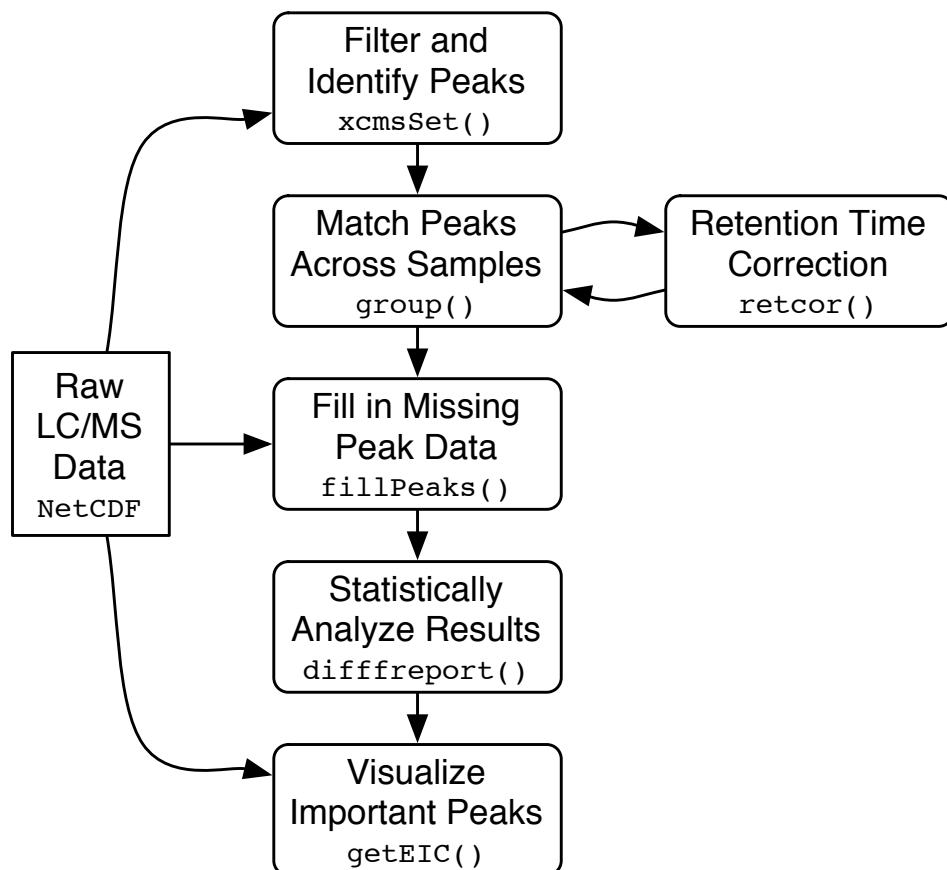 Filter and
Identify Peaks
xcmsSet()
Match Peaks
Across Samples
group()
Retention Time
Correction
retcor()
Raw
LC/MS
Data
NetCDF
Fill in Missing
Peak Data
fillPeaks()
Statistically
Analyze Results
difffreport()
Visualize
Important Peaks
getEIC()